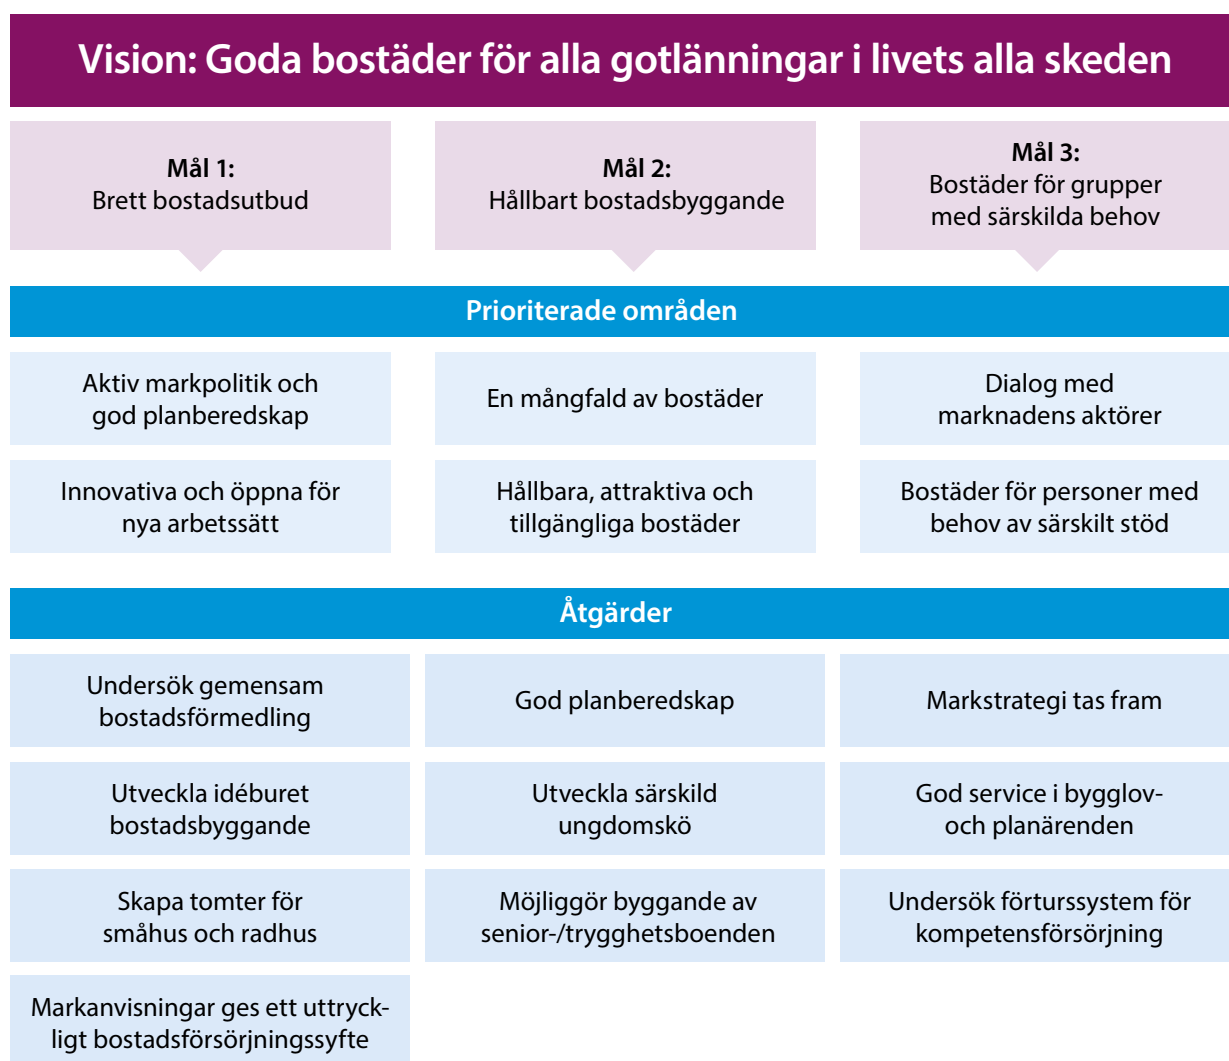 Vision: Goda bostäder för alla gotlänningar i livets alla skeden
Mål 1:
Brett bostadsutbud
Mål 2:
Hållbart bostadsbyggande
Mål 3:
Bostäder för grupper
med särskilda behov
Prioriterade områden
Aktiv markpolitik och
god planberedskap
En mångfald av bostäder
Dialog med
marknadens aktörer
Innovativa och öppna för
nya arbetssätt
Hållbara, attraktiva och
tillgängliga bostäder
Bostäder för personer med
behov av särskilt stöd
Åtgärder
Undersök gemensam
bostadsförmedling
God planberedskap
Markstrategi tas fram
Utveckla idéburet
bostadsbyggande
Utveckla särskild
ungdomskö
God service i bygglov-
och planärenden
Skapa tomter för
småhus och radhus
Möjliggör byggande av
senior-/trygghetsboenden
Undersök förturssystem för
kompetensförsörjning
Markanvisningar ges ett uttryck-
ligt bostadsförsörjningssyfte